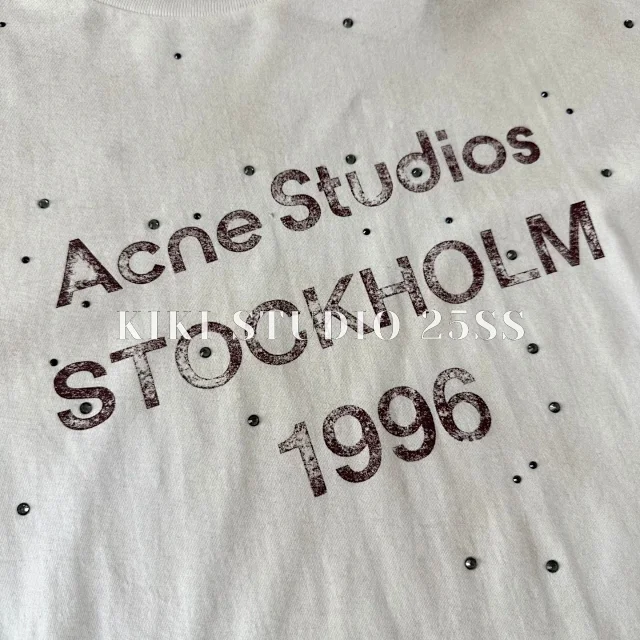 Acne Studios
STOCKHOLM
KIKI STUDIO 25SS
1996